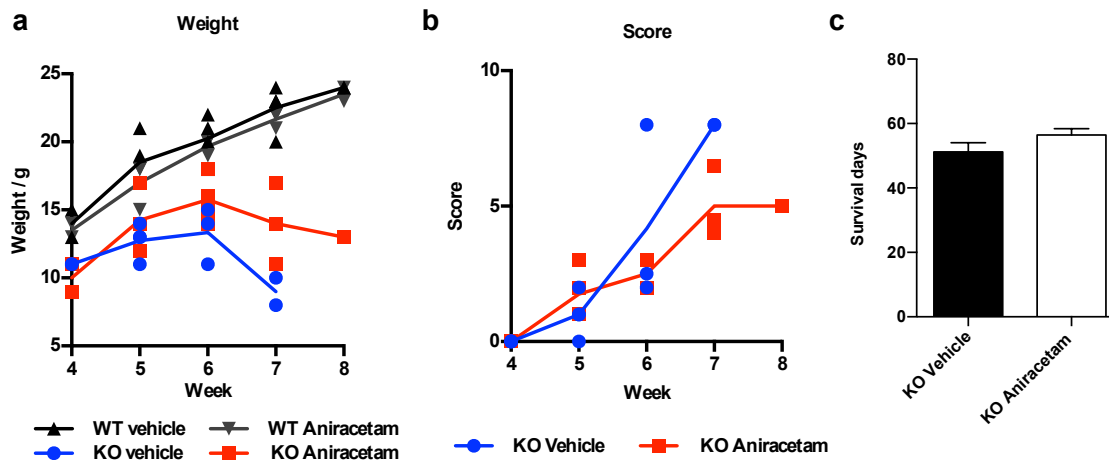 a
Weight
Weight / g
25
20
15
10
5
4 5 6 7 8
Week
WT vehicle WT Aniracetam
KO vehicle KO Aniracetam
b
Score
Score
10
5
0
4 5 6 7 8
Week
KO Vehicle KO Aniracetam
c
Survival days
80
60
40
20
0
KO Vehicle
KO Aniracetam